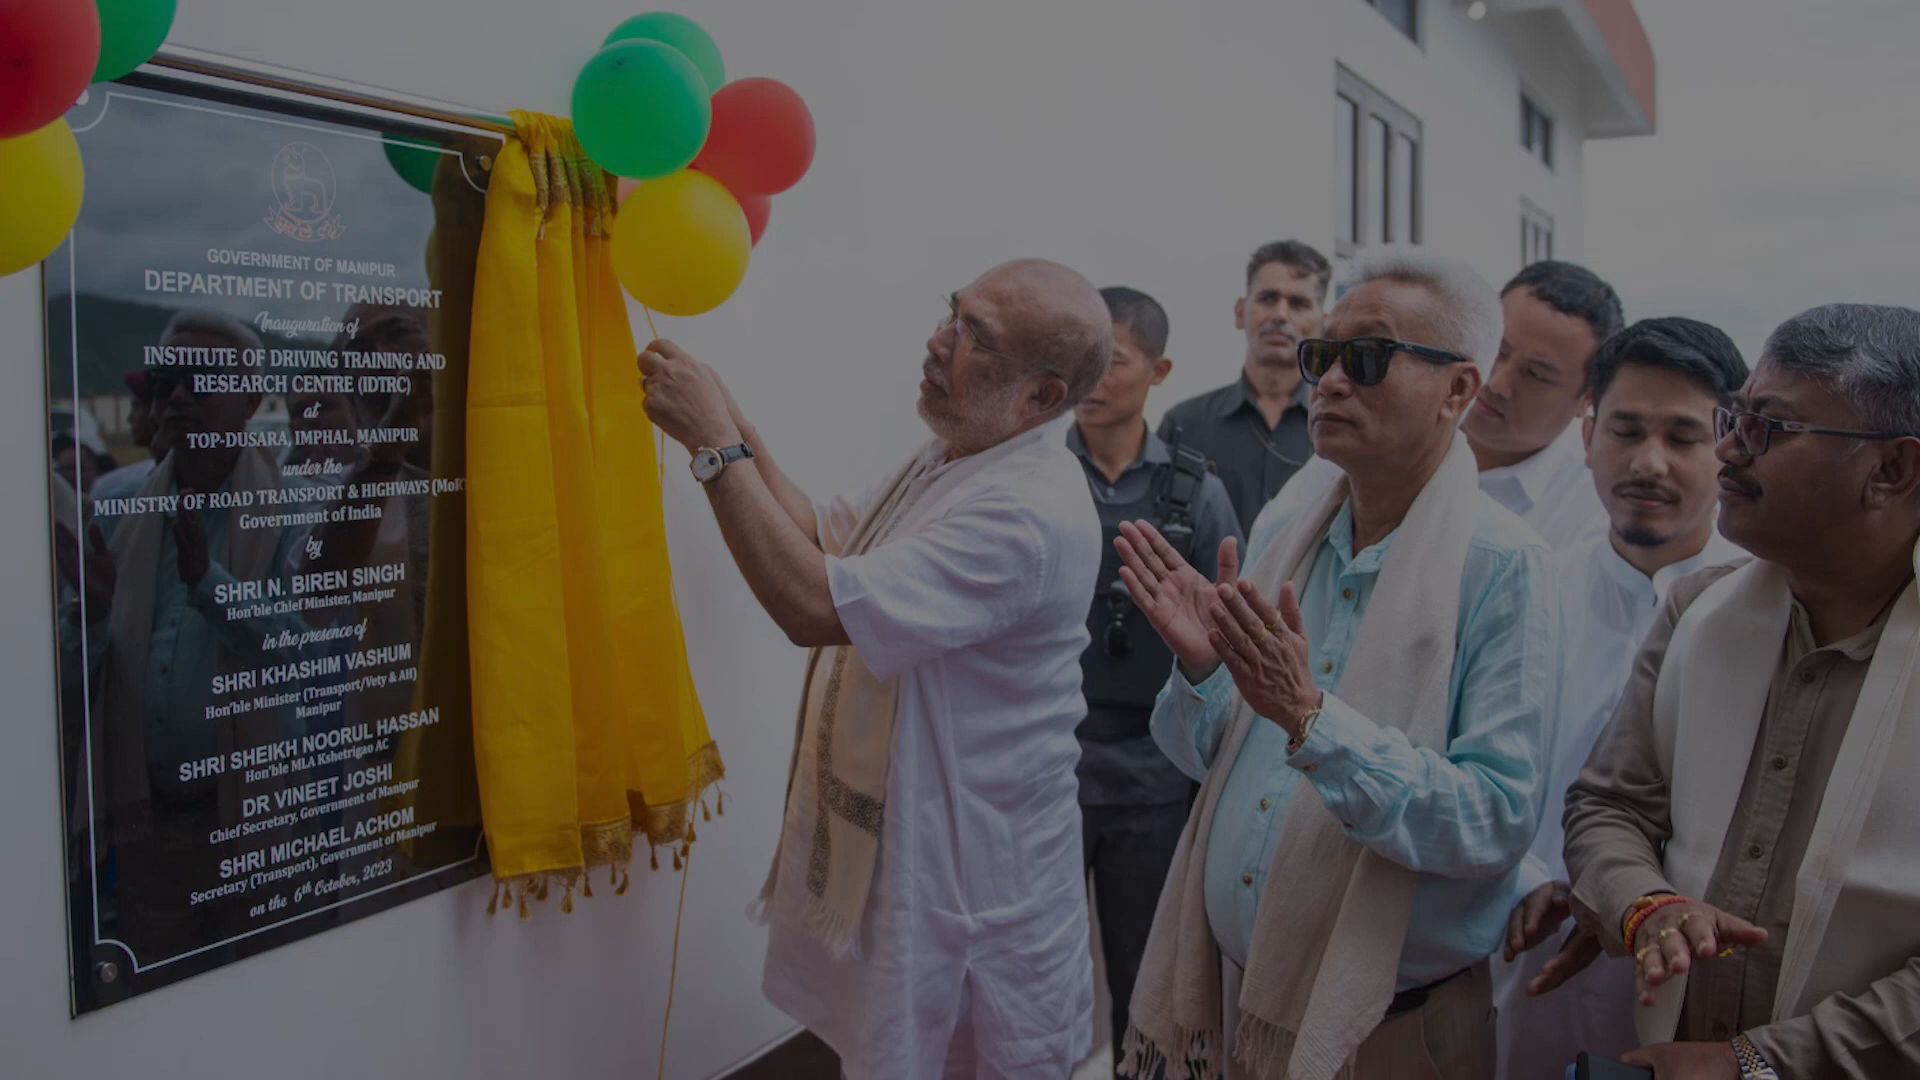 GOVERNMENT OF MANIPUR
DEPARTMENT OF TRANSPORT
Inauguration of
INSTITUTE OF DRIVING TRAINING AND
RESEARCH CENTRE (IDTRC)
at
TOP-DUSARA, IMPHAL, MANIPUR
under the
MINISTRY OF ROAD TRANSPORT & HIGHWAYS
Government of India
by
SHRI N. BIREN SINGH
Hon'ble Chief Minister, Manipur
in the presence of
SHRI KHASHIM VASHUM
Hon'ble Minister (Transport/Vety & AH)
Manipur
SHRI SHEIKH NOORUL HASSAN
Hon'ble MLA Kshetrigao AC
DR VINEET JOSHI
Chief Secretary, Government of Manipur
SHRI MICHAEL ACHOM
Secretary (Transport), Government of Manipur
on the 6th October, 2023